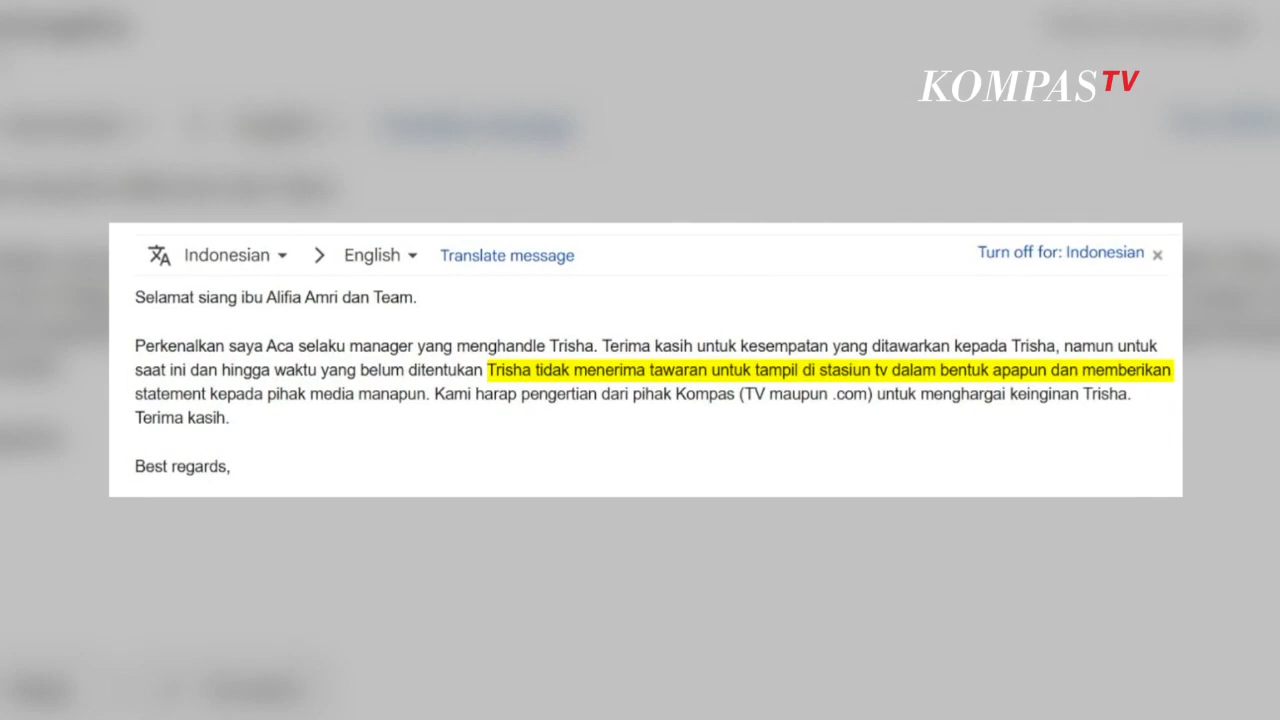 KOMPAS TV
Indonesian > English Translate message Turn off for: Indonesian x
Selamat siang ibu Alifia Amri dan Team.
Perkenalkan saya Aca selaku manager yang menghandle Trisha. Terima kasih untuk kesempatan yang ditawarkan kepada Trisha, namun untuk
saat ini dan hingga waktu yang belum ditentukan Trisha tidak menerima tawaran untuk tampil di stasiun tv dalam bentuk apapun dan memberikan
statement kepada pihak media manapun. Kami harap pengertian dari pihak Kompas (TV maupun .com) untuk menghargai keinginan Trisha.
Terima kasih.
Best regards,